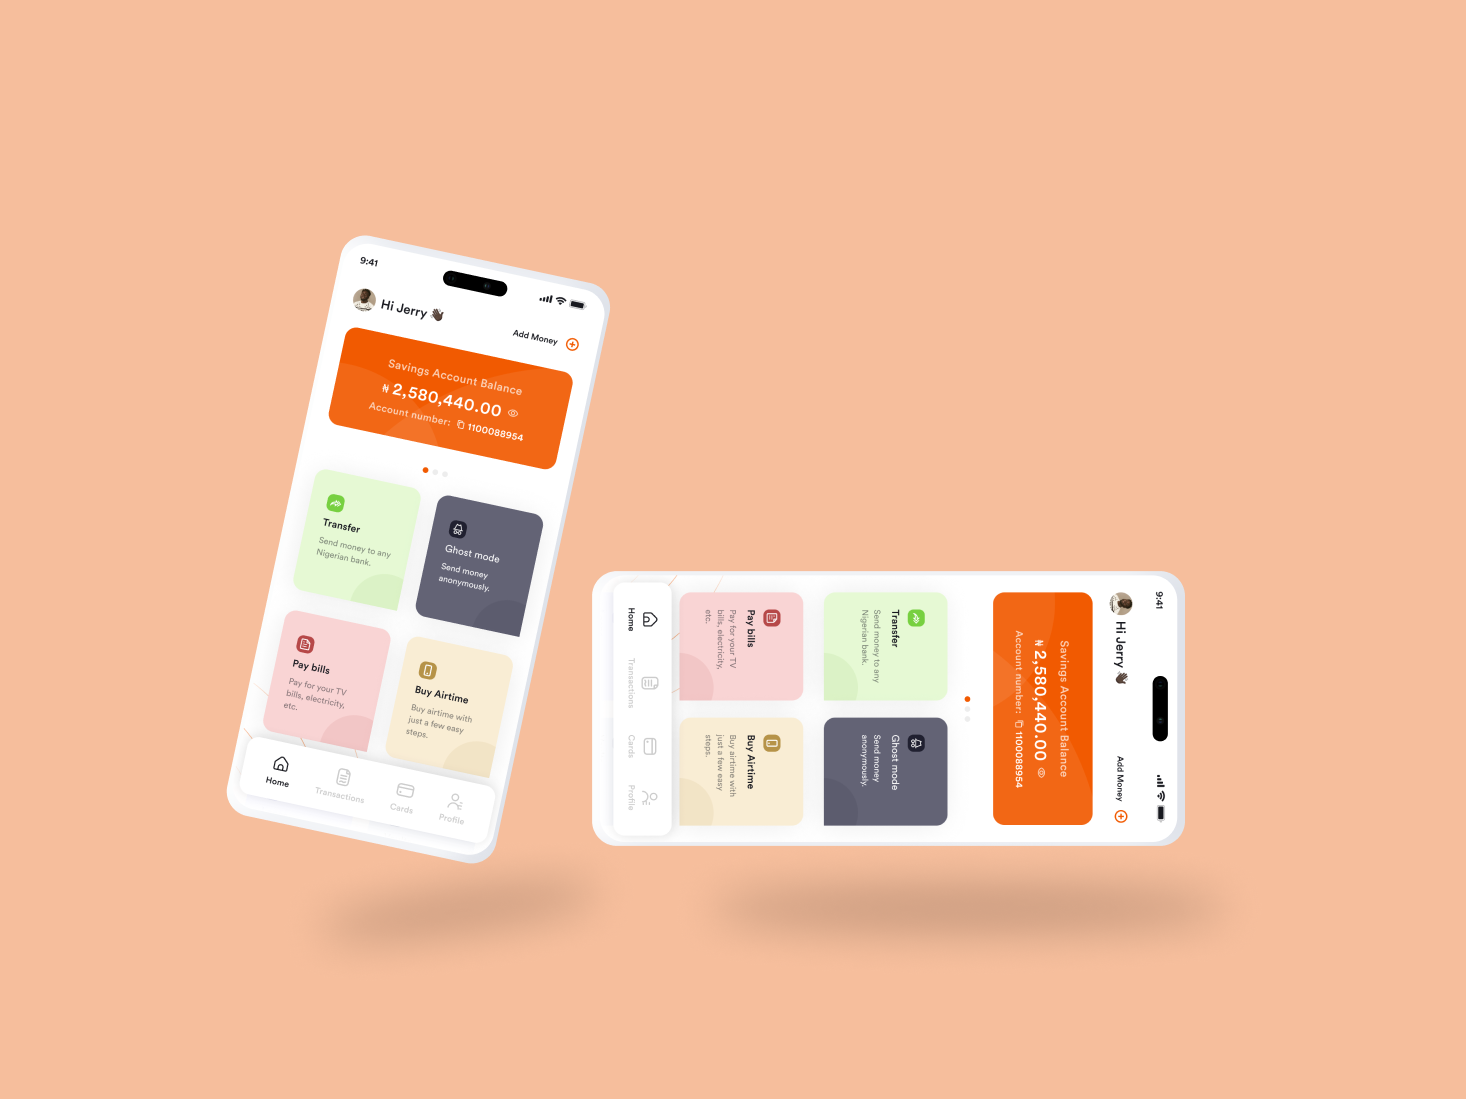 9:41
Hi Jerry
Add Money
Savings Account Balance
₦ 2,580,440.00
Account number: 1100088954
Transfer
Send money to any
Nigerian bank.
Ghost mode
Send money
anonymously.
Pay bills
Pay for your TV
bills, electricity,
etc.
Buy Airtime
Buy airtime with
just a few easy
steps.
Home
Transactions
Cards
Profile
9:41
Hi Jerry
Add Money
Savings Account Balance
₦ 2,580,440.00
Account number: 1100088954
Transfer
Send money to any
Nigerian bank.
Ghost mode
Send money
anonymously.
Pay bills
Pay for your TV
bills, electricity,
etc.
Buy Airtime
Buy airtime with
just a few easy
steps.
Home
Transactions
Cards
Profile